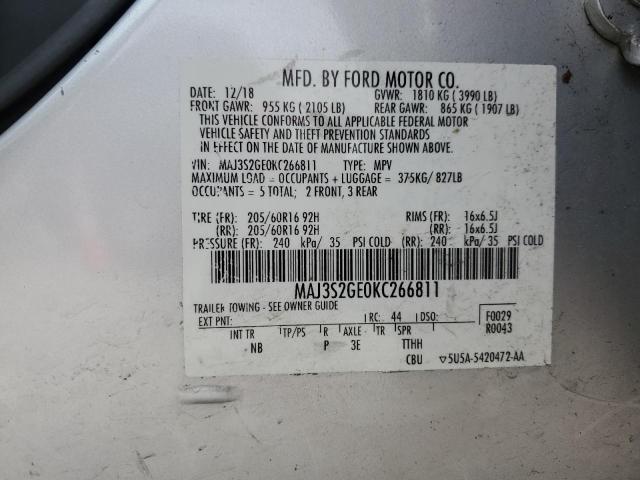 MFD. BY FORD MOTOR CO.
DATE: 12/18 GVWR: 1810 KG ( 3990 LB)
FRONT GAWR: 955 KG ( 2105 LB) REAR GAWR: 865 KG ( 1907 LB)
THIS VEHICLE CONFORMS TO ALL APPLICABLE FEDERAL MOTOR
VEHICLE SAFETY AND THEFT PREVENTION STANDARDS
IN EFFECT ON THE DATE OF MANUFACTURE SHOWN ABOVE.
VIN: MAJ3S2GE0KC266811 TYPE: MPV
MAXIMUM LOAD = OCCUPANTS + LUGGAGE = 375KG/ 827LB
OCCUPANTS = 5 TOTAL; 2 FRONT, 3 REAR
TIRE (FR): 205/60R16 92H RIMS (FR): 16x6.5J
(RR): 205/60R16 92H (RR): 16x6.5J
PRESSURE (FR): 240 kPa/ 35 PSI COLD (RR): 240 kPa/ 35 PSI COLD
MAJ3S2GE0KC266811
TRAILER TOWING - SEE OWNER GUIDE
EXT PNT: RC: 44 DSO: F0029
R0043
INT TR TP/PS R AXLE TR SPR
NB P 3E TTHH
CBU ▽5U5A-5420472-AA